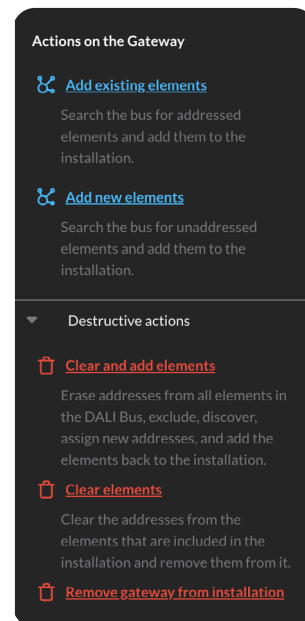 Actions on the Gateway
Add existing elements
Search the bus for addressed
elements and add them to the
installation.
Add new elements
Search the bus for unaddressed
elements and add them to the
installation.
Destructive actions
Clear and add elements
Erase addresses from all elements in
the DALI Bus, exclude, discover,
assign new addresses, and add the
elements back to the installation.
Clear elements
Clear the addresses from the
elements that are included in the
installation and remove them from it.
Remove gateway from installation